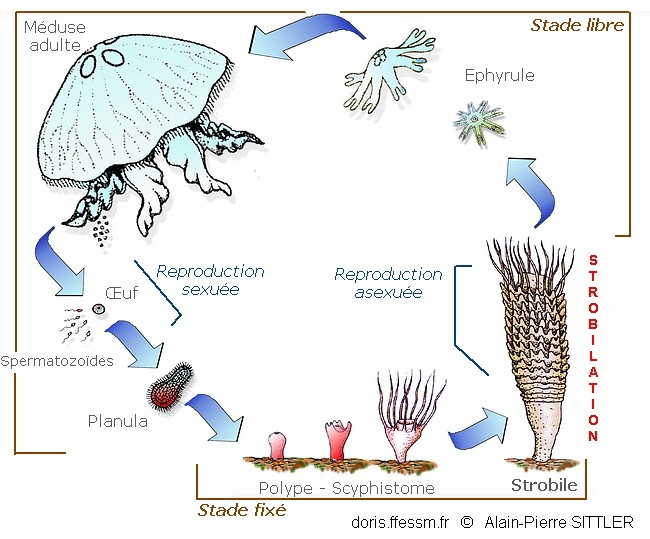 Méduse
adulte
Stade libre
Ephyrule
Reproduction
sexuée
Reproduction
asexuée
STROBILATION
Œuf
Spermatozoïdes
Planula
Polype - Scyphistome
Strobile
Stade fixé
doris.ffessm.fr © Alain-Pierre SITTLER